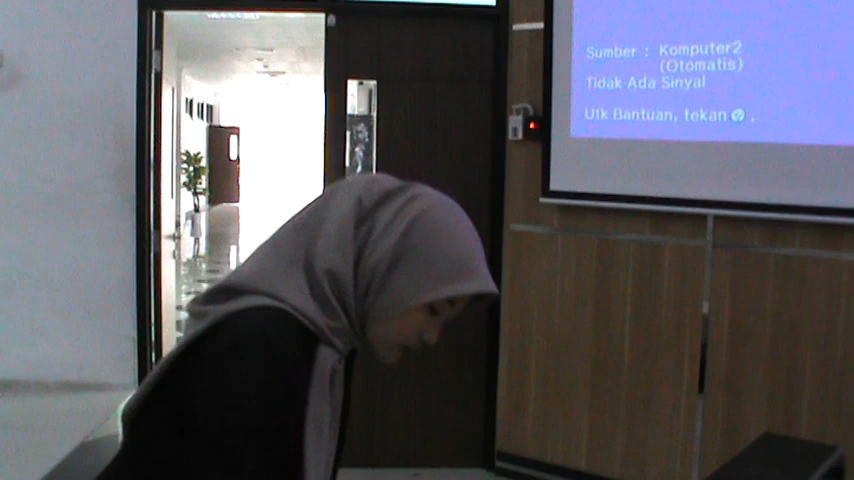 Sumber : Komputer2
(Otomatis)
Tidak Ada Sinyal
Utk Bantuan, tekan .